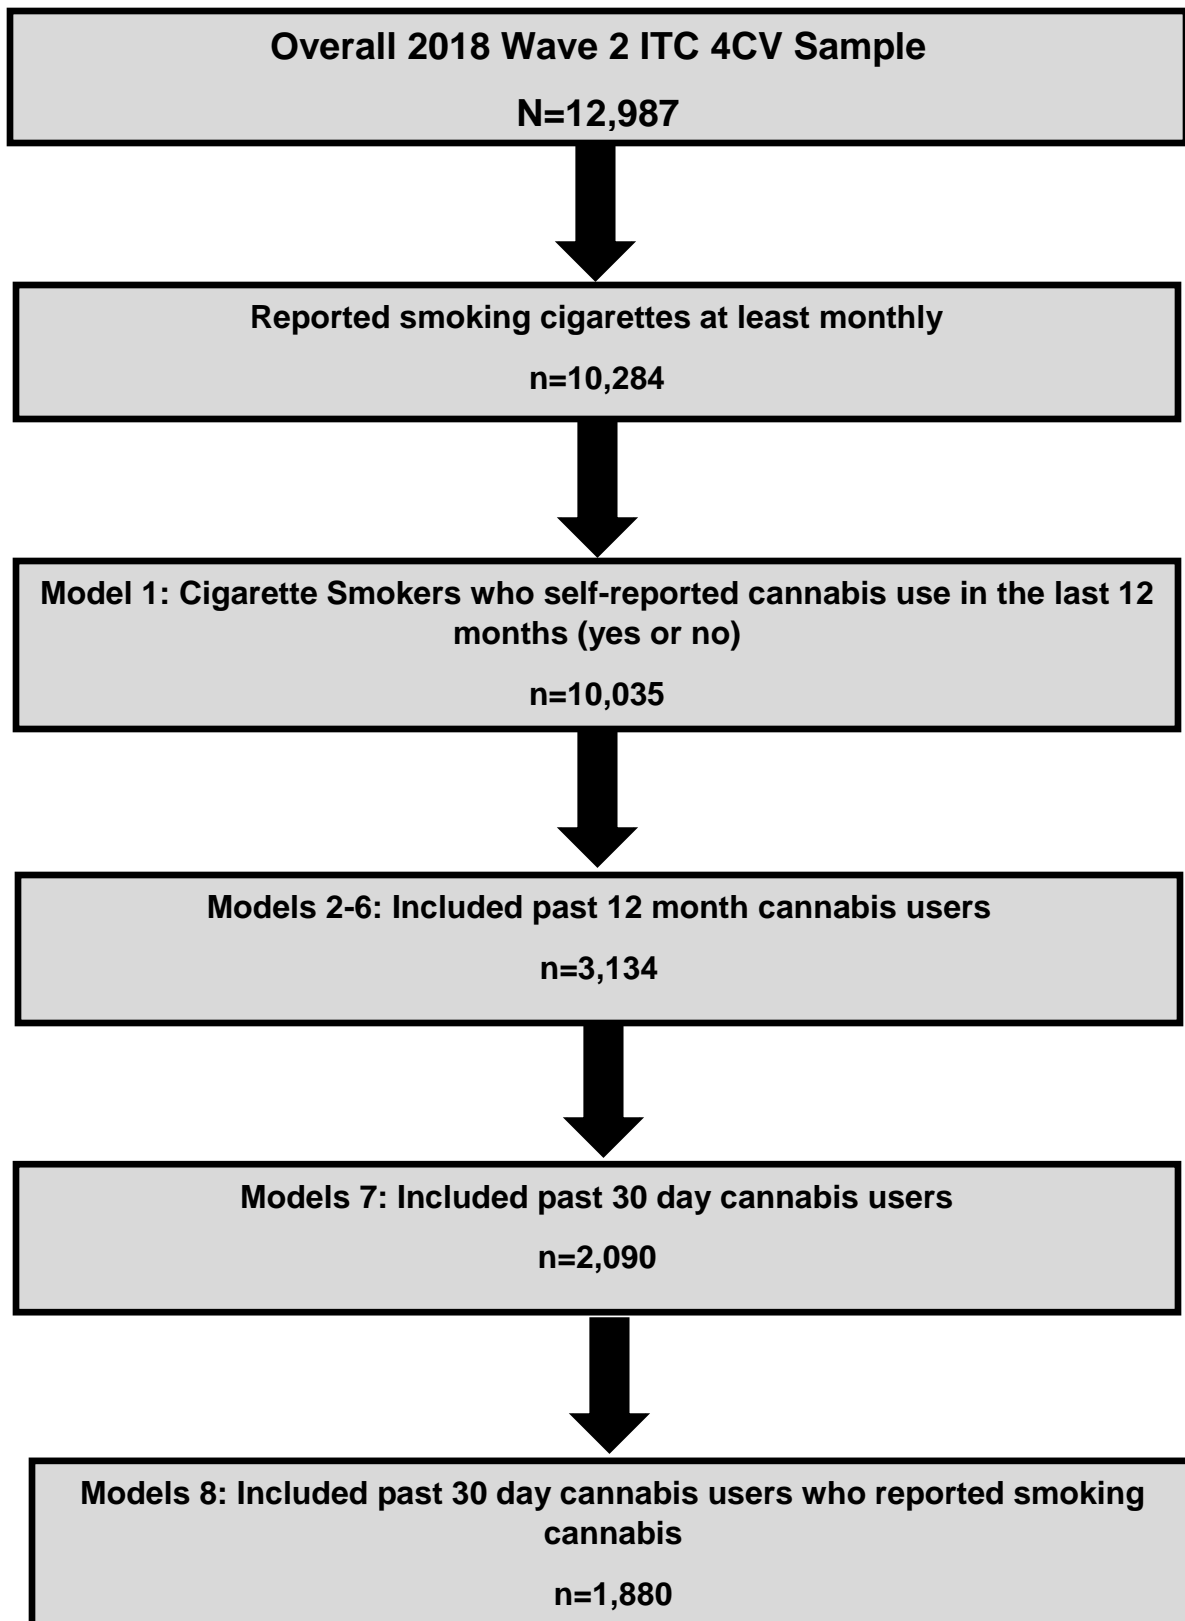 Overall 2018 Wave 2 ITC 4CV Sample
N=12,987
Reported smoking cigarettes at least monthly
n=10,284
Model 1: Cigarette Smokers who self-reported cannabis use in the last 12
months (yes or no)
n=10,035
Models 2-6: Included past 12 month cannabis users
n=3,134
Models 7: Included past 30 day cannabis users
n=2,090
Models 8: Included past 30 day cannabis users who reported smoking
cannabis
n=1,880